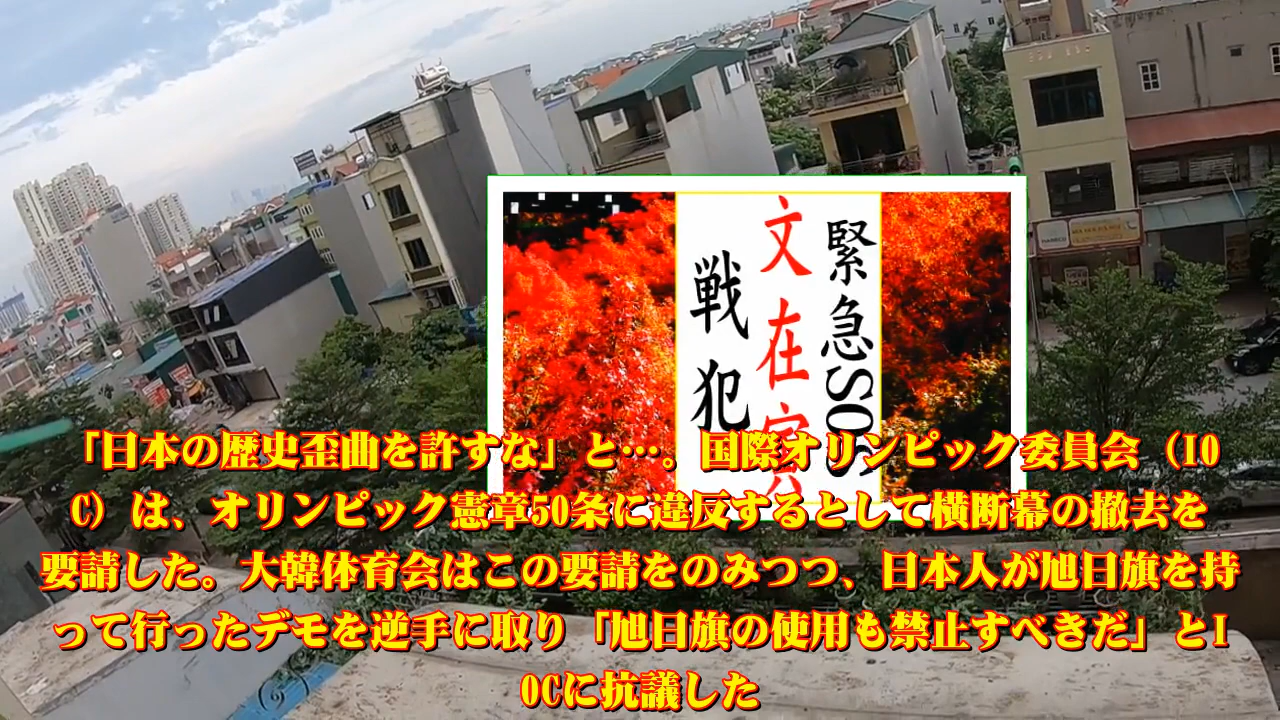 緊急SOS
文在寅
戦犯
「日本の歴史歪曲を許すな」と…。国際オリンピック委員会（IO
C）は、オリンピック憲章50条に違反するとして横断幕の撤去を
要請した。大韓体育会はこの要請をのみつつ、日本人が旭日旗を持
って行ったデモを逆手に取り「旭日旗の使用も禁止すべきだ」とI
OCに抗議した